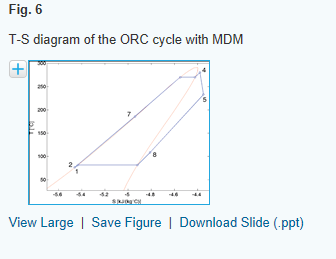 Fig. 6
T-S diagram of the ORC cycle with MDM
300
250
200
150
100
50
T [C]
4
5
7
8
2
1
-5.6 -5.4 -5.2 -5 -4.8 -4.6 -4.4
S [kJ/(kg·C)]
View Large | Save Figure | Download Slide (.ppt)